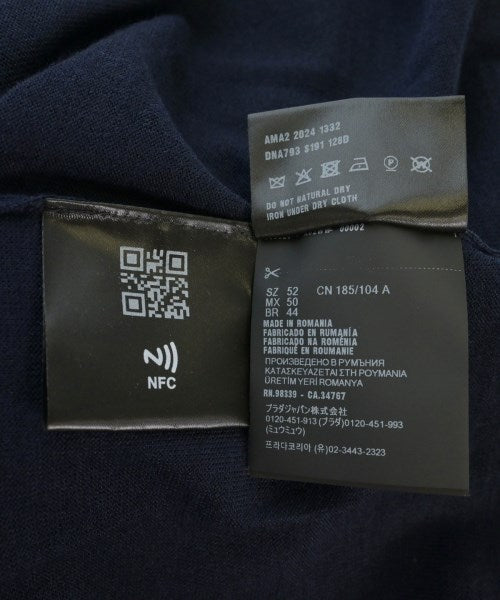 AMA2 2024 1332
DNA793 S191 128D
DO NOT NATURAL DRY
IRON UNDER DRY CLOTH
00002
SZ 52 CN 185/104 A
MX 50
BR 44
MADE IN ROMANIA
FABRICADO EN RUMANÍA
FABRICADO NA ROMÊNIA
FABRIQUÉ EN ROUMANIE
ПРОИЗВЕДЕНО В РУМЪНИЯ
ΚΑΤΑΣΚΕΥΑΖΕΤΑΙ ΣΤΗ ΡΟΥΜΑΝΙΑ
ÜRETİM YERİ ROMANYA
RN.98339 - CA.34767
プラダジャパン株式会社
0120-451-913 (プラダ)0120-451-993
(ミュウミュウ)
프라다코리아 (유)02-3443-2323
NFC